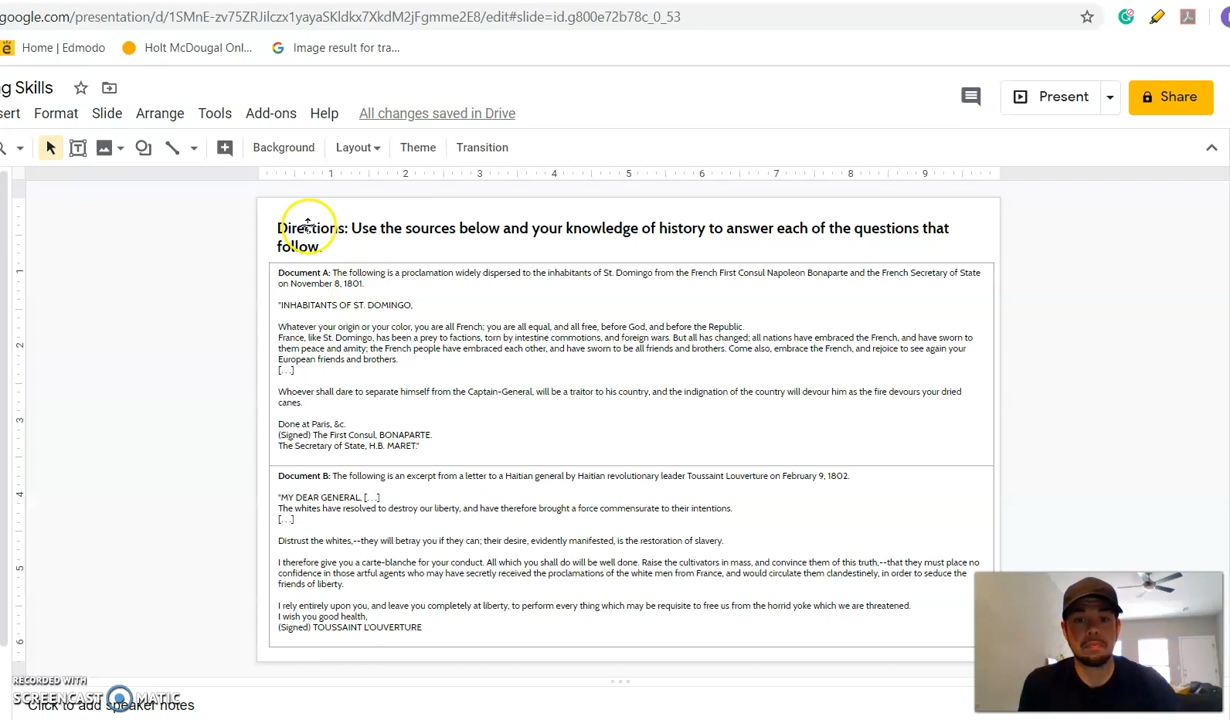 google.com/presentation/d/1SMnE-zv75ZRJilczx1yayaSKldkx7XkdM2jFgmme2E8/edit#slide=id.g800e72b78c_0_53
Home | Edmodo Holt McDougal Onl... Image result for tra...
ng Skills
sert Format Slide Arrange Tools Add-ons Help All changes saved in Drive
Present Share
Background Layout Theme Transition
1 2 3 4 5 6 7 8 9
Directions: Use the sources below and your knowledge of history to answer each of the questions that
follow.
Document A: The following is a proclamation widely dispersed to the inhabitants of St. Domingo from the French First Consul Napoleon Bonaparte and the French Secretary of State
on November 8, 1801.
"INHABITANTS OF ST. DOMINGO,
Whatever your origin or your color, you are all French; you are all equal, and all free, before God, and before the Republic.
France, like St. Domingo, has been a prey to factions, torn by intestine commotions, and foreign wars. But all has changed; all nations have embraced the French, and have sworn to
them peace and amity; the French people have embraced each other, and have sworn to be all friends and brothers. Come also, embrace the French, and rejoice to see again your
European friends and brothers.
[. . .]
Whoever shall dare to separate himself from the Captain-General, will be a traitor to his country, and the indignation of the country will devour him as the fire devours your dried
canes.
Done at Paris, &c.
(Signed) The First Consul, BONAPARTE.
The Secretary of State, H.B. MARET."
Document B: The following is an excerpt from a letter to a Haitian general by Haitian revolutionary leader Toussaint Louverture on February 9, 1802.
"MY DEAR GENERAL, [. . .]
The whites have resolved to destroy our liberty, and have therefore brought a force commensurate to their intentions.
[. . .]
Distrust the whites,--they will betray you if they can; their desire, evidently manifested, is the restoration of slavery.
I therefore give you a carte-blanche for your conduct. All which you shall do will be well done. Raise the cultivators in mass, and convince them of this truth,--that they must place no
confidence in those artful agents who may have secretly received the proclamations of the white men from France, and would circulate them clandestinely, in order to seduce the
friends of liberty.
I rely entirely upon you, and leave you completely at liberty, to perform every thing which may be requisite to free us from the horrid yoke which we are threatened.
I wish you good health,
(Signed) TOUSSAINT L'OUVERTURE
1
2
3
4
5
6
RECORDED WITH
SCREENCAST MATIC
Click to add speaker notes